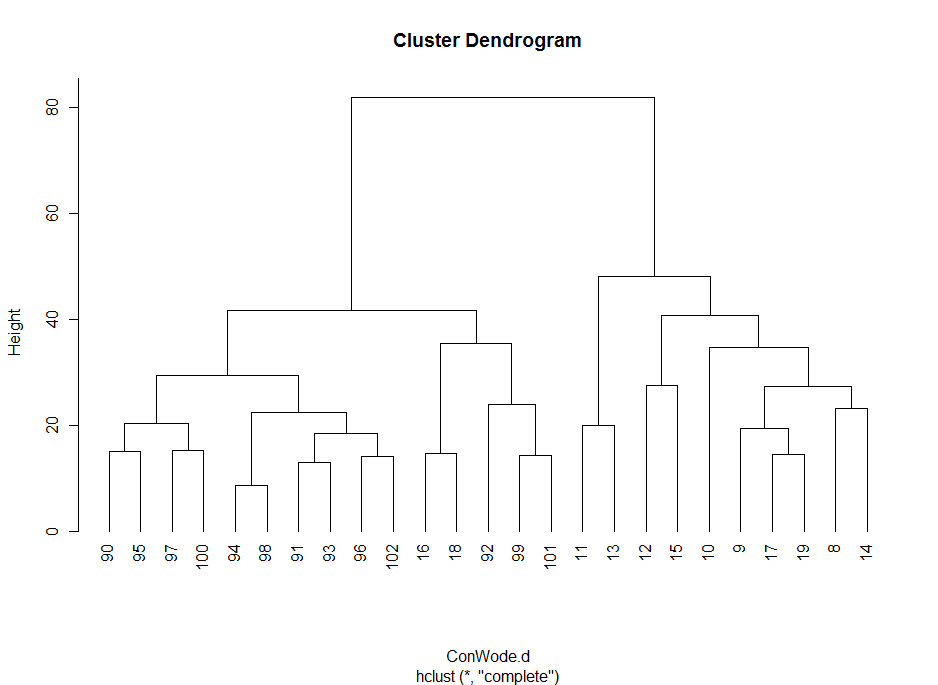 Cluster Dendrogram
Height
80
60
40
20
0
90 95 97 100 94 98 91 93 96 102 16 18 92 99 101 11 13 12 15 10 9 17 19 8 14
ConWode.d
hclust (*, "complete")